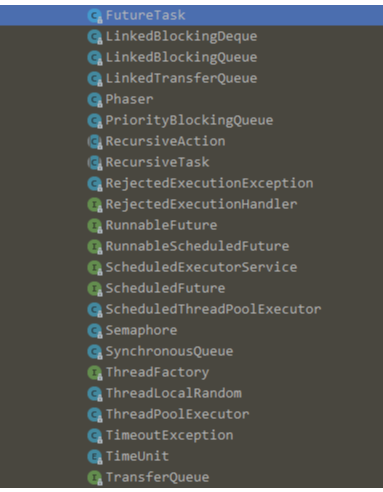 FutureTask
LinkedBlockingDeque
LinkedBlockingQueue
LinkedTransferQueue
Phaser
PriorityBlockingQueue
RecursiveAction
RecursiveTask
RejectedExecutionException
RejectedExecutionHandler
RunnableFuture
RunnableScheduledFuture
ScheduledExecutorService
ScheduledFuture
ScheduledThreadPoolExecutor
Semaphore
SynchronousQueue
ThreadFactory
ThreadLocalRandom
ThreadPoolExecutor
TimeoutException
TimeUnit
TransferQueue